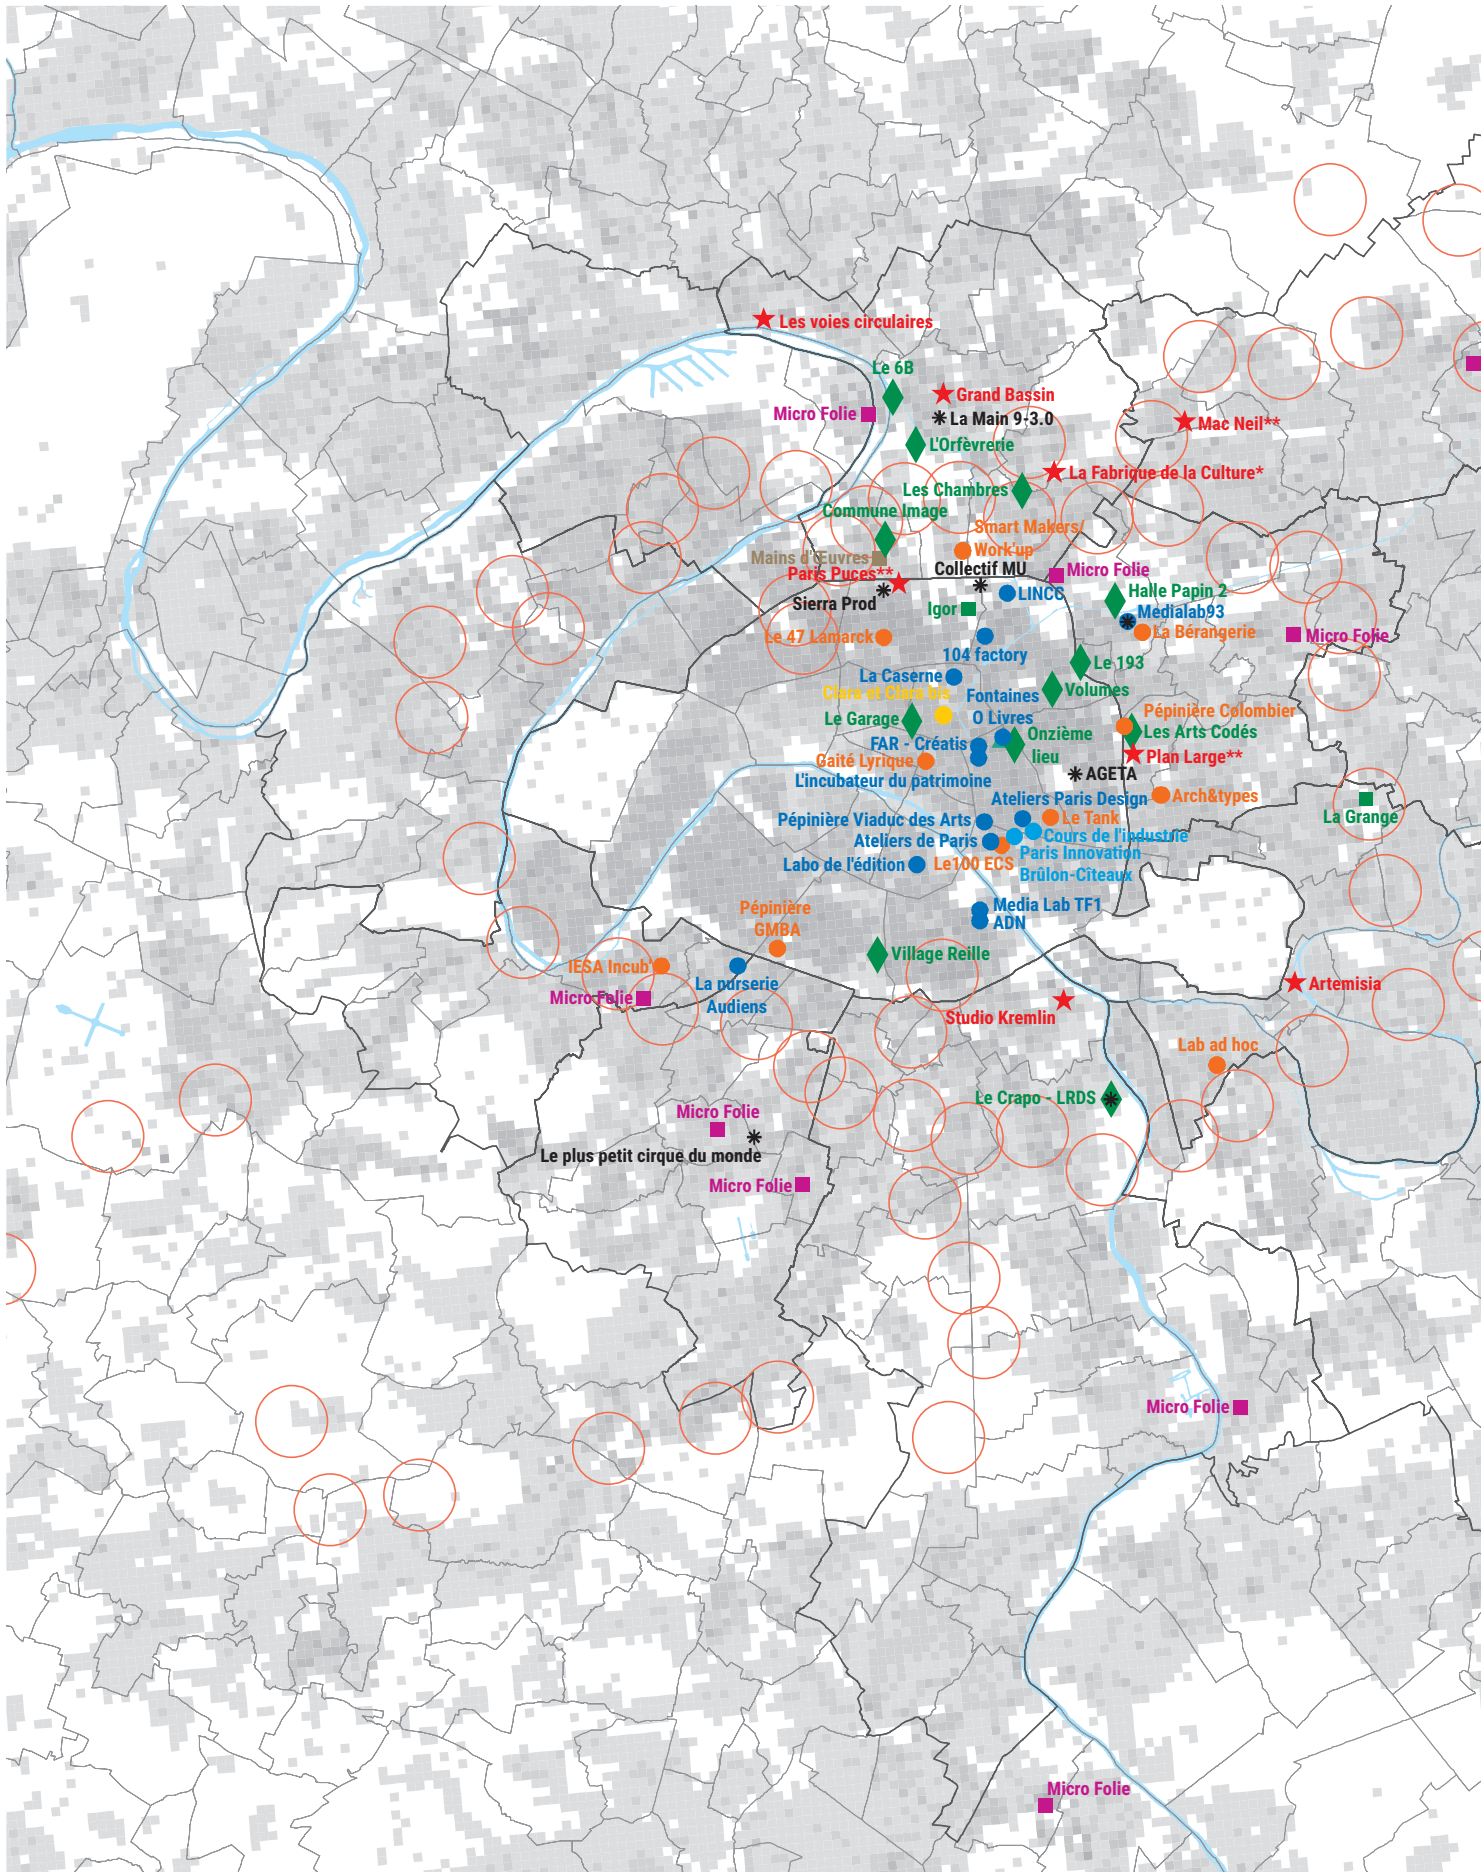 Les voies circulaires
Le 6B
Grand Bassin
Micro Folie
La Main 9-3.0
Mac Neil**
L'Orfèvrerie
La Fabrique de la Culture*
Les Chambres
Commune Image
Smart Makers/
Work'up
Mains d'Œuvres
Collectif MU
Micro Folie
Paris Puces**
Halle Papin 2
LINCC
Sierra Prod
Igor
Medialab93
La Bérangerie
Micro Folie
Le 47 Lamarck
104 factory
Le 193
La Caserne
Volumes
Clara et Clara bis
Fontaines
O Livres
Pépinière Colombier
Le Garage
Les Arts Codés
Onzième
lieu
FAR - Créatis
Plan Large**
Gaité Lyrique
AGETA
L'incubateur du patrimoine
Ateliers Paris Design
Arch&types
La Grange
Pépinière Viaduc des Arts
Le Tank
Cours de l'industrie
Ateliers de Paris
Paris Innovation
Brûlon-Cîteaux
Labo de l'édition
Le100 ECS
Media Lab TF1
ADN
Pépinière
GMBA
Village Reille
IESA Incub'
La nurserie
Audiens
Micro Folie
Artemisia
Studio Kremlin
Lab ad hoc
Le Crapo - LRDS
Micro Folie
Le plus petit cirque du monde
Micro Folie
Micro Folie
Micro Folie